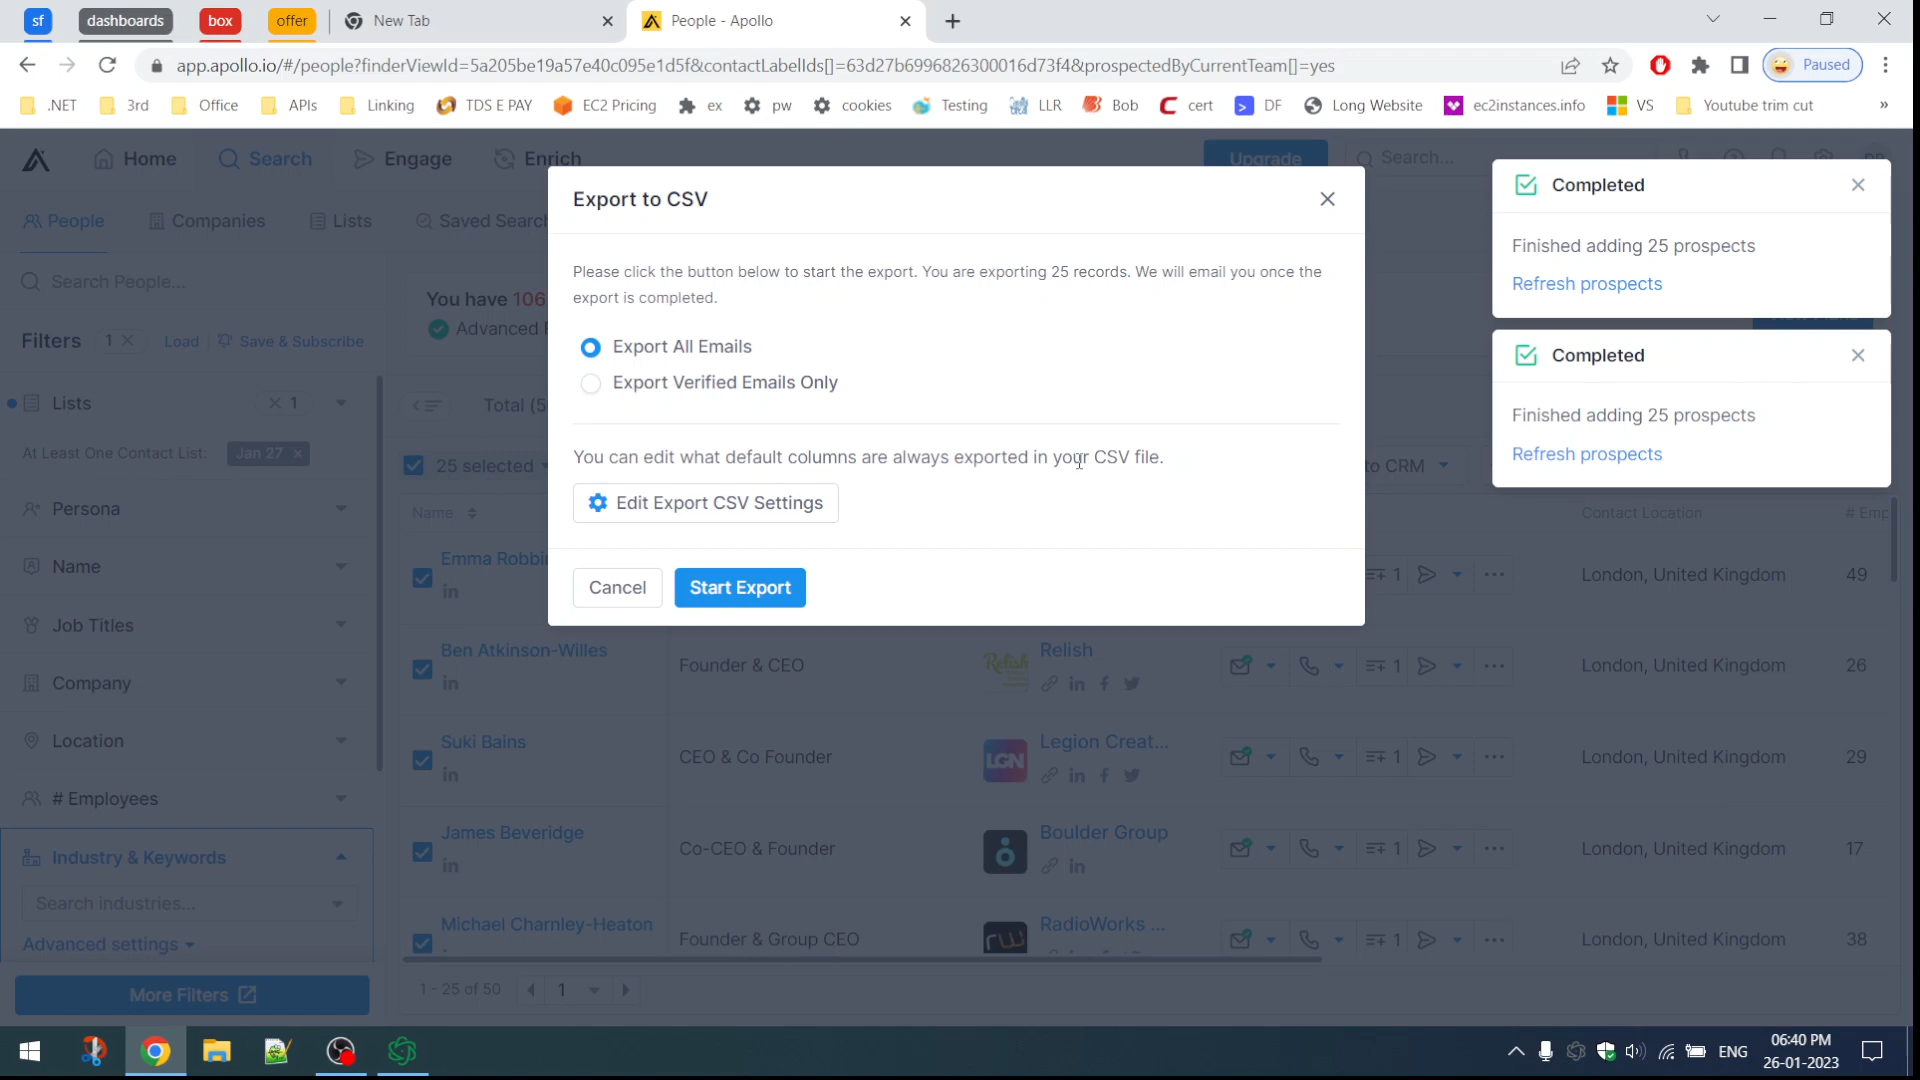 sf
dashboards
box
offer
New Tab
People - Apollo
app.apollo.io/#/people?finderViewId=5a205be19a57e40c095e1d5f&contactLabelIds[]=63d27b6996826300016d73f4&prospectedByCurrentTeam[]=yes
Paused
.NET
3rd
Office
APIs
Linking
TDS E PAY
EC2 Pricing
ex
pw
cookies
Testing
LLR
Bob
cert
DF
Long Website
ec2instances.info
VS
Youtube trim cut
»
Home
Search
Engage
Enrich
Upgrade
Search...
People
Companies
Lists
Saved Searc
Search People...
Filters
1
Load
Save & Subscribe
Lists
1
At Least One Contact List:
Jan 27
Persona
Name
Job Titles
Company
Location
# Employees
Industry & Keywords
Search industries...
Advanced settings
More Filters
You have 106
Advanced
Total (5
25 selected
to CRM
Name
Contact Location
# Emp
Export to CSV
Please click the button below to start the export. You are exporting 25 records. We will email you once the
export is completed.
Export All Emails
Export Verified Emails Only
You can edit what default columns are always exported in your CSV file.
Edit Export CSV Settings
Cancel
Start Export
Completed
Finished adding 25 prospects
Refresh prospects
Completed
Finished adding 25 prospects
Refresh prospects
Emma Robbi
1
London, United Kingdom
49
Ben Atkinson-Willes
Founder & CEO
Relish
Relish
1
London, United Kingdom
26
Suki Bains
CEO & Co Founder
LGN
Legion Creat...
1
London, United Kingdom
29
James Beveridge
Co-CEO & Founder
Boulder Group
1
London, United Kingdom
17
Michael Charnley-Heaton
Founder & Group CEO
rw
RadioWorks ...
1
London, United Kingdom
38
1 - 25 of 50
1
ENG
06:40 PM
26-01-2023